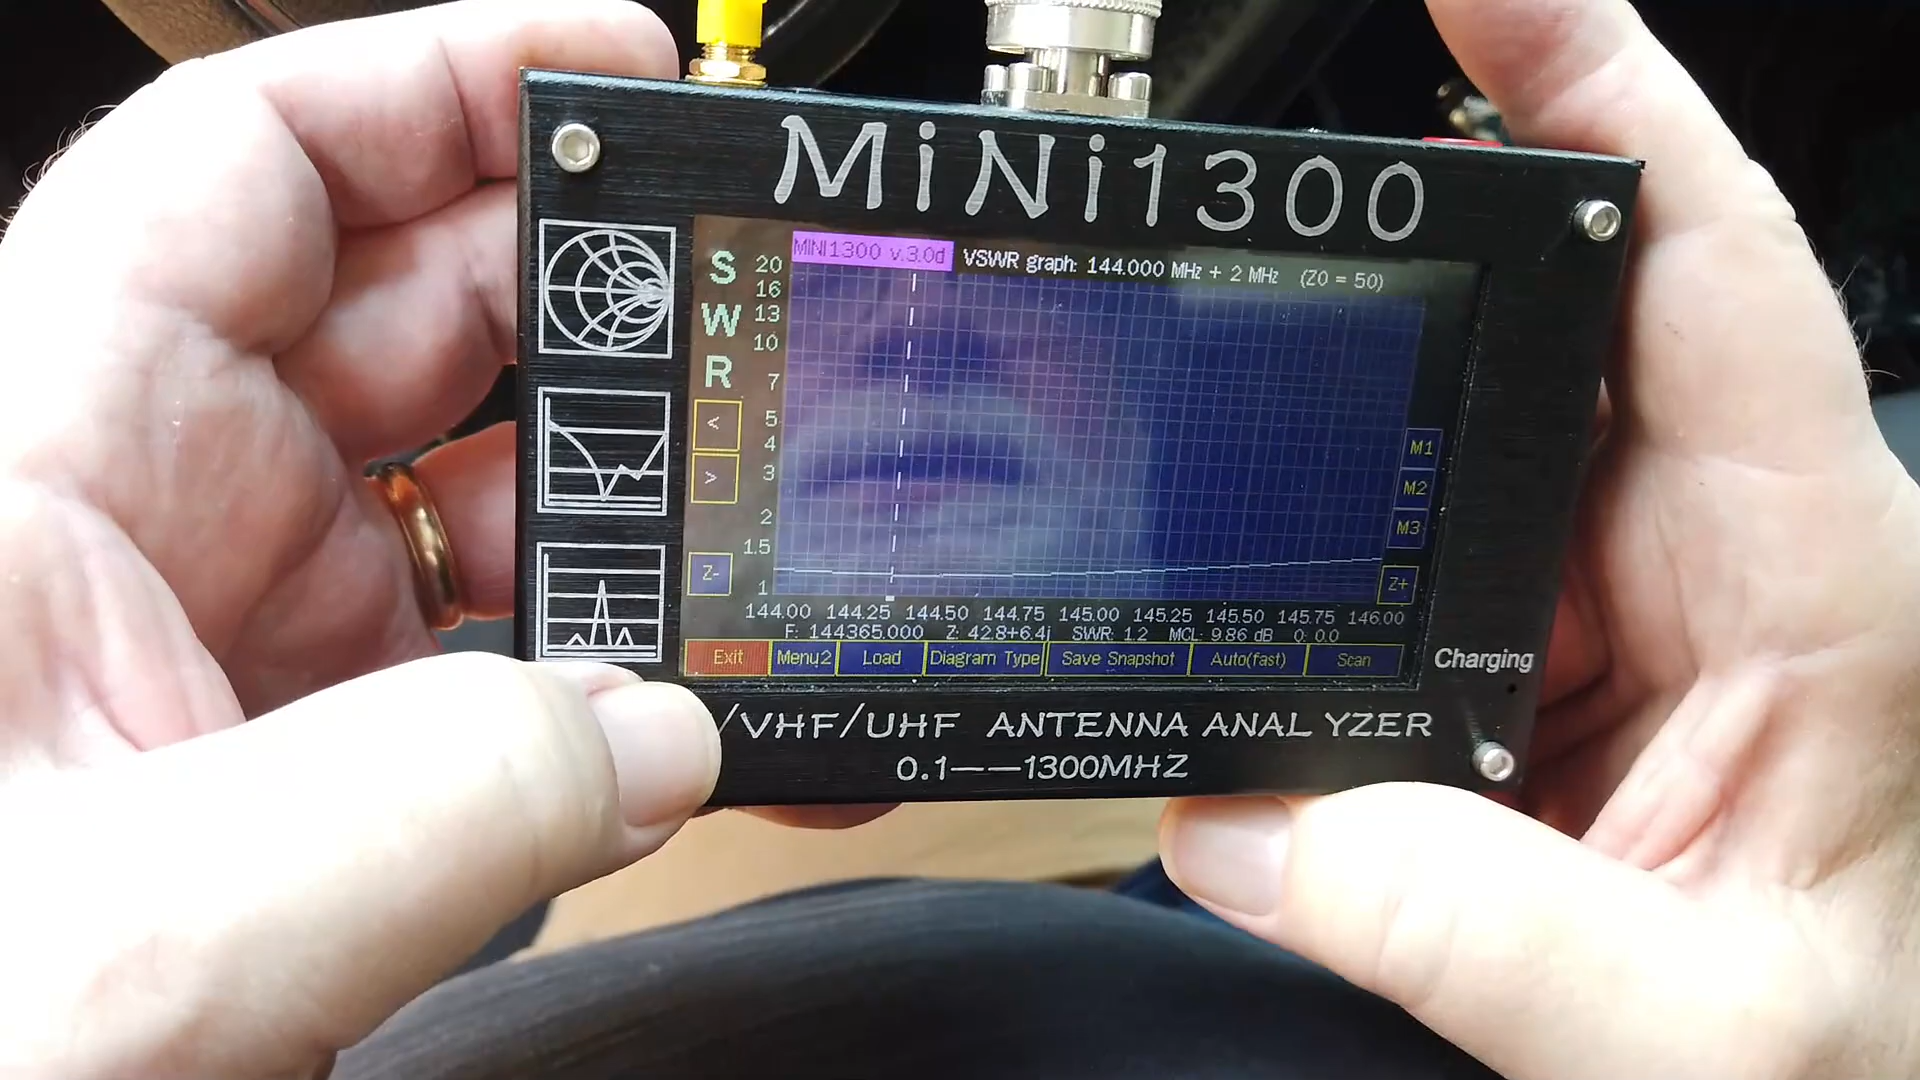 MiNi1300
MINI1300 v.3.0d VSWR graph: 144.000 MHz + 2 MHz (Z0 = 50)
S
W
R
20
16
13
10
7
5
4
3
2
1.5
1
<
>
Z-
M1
M2
M3
Z+
144.00 144.25 144.50 144.75 145.00 145.25 145.50 145.75 146.00
F: 144365.000 Z: 42.8+6.4j SWR: 1.2 MCL: 9.86 dB Q: 0.0
Exit Menu2 Load Diagram Type Save Snapshot Auto(fast) Scan
Charging
/VHF/UHF ANTENNA ANALYZER
0.1——1300MHZ